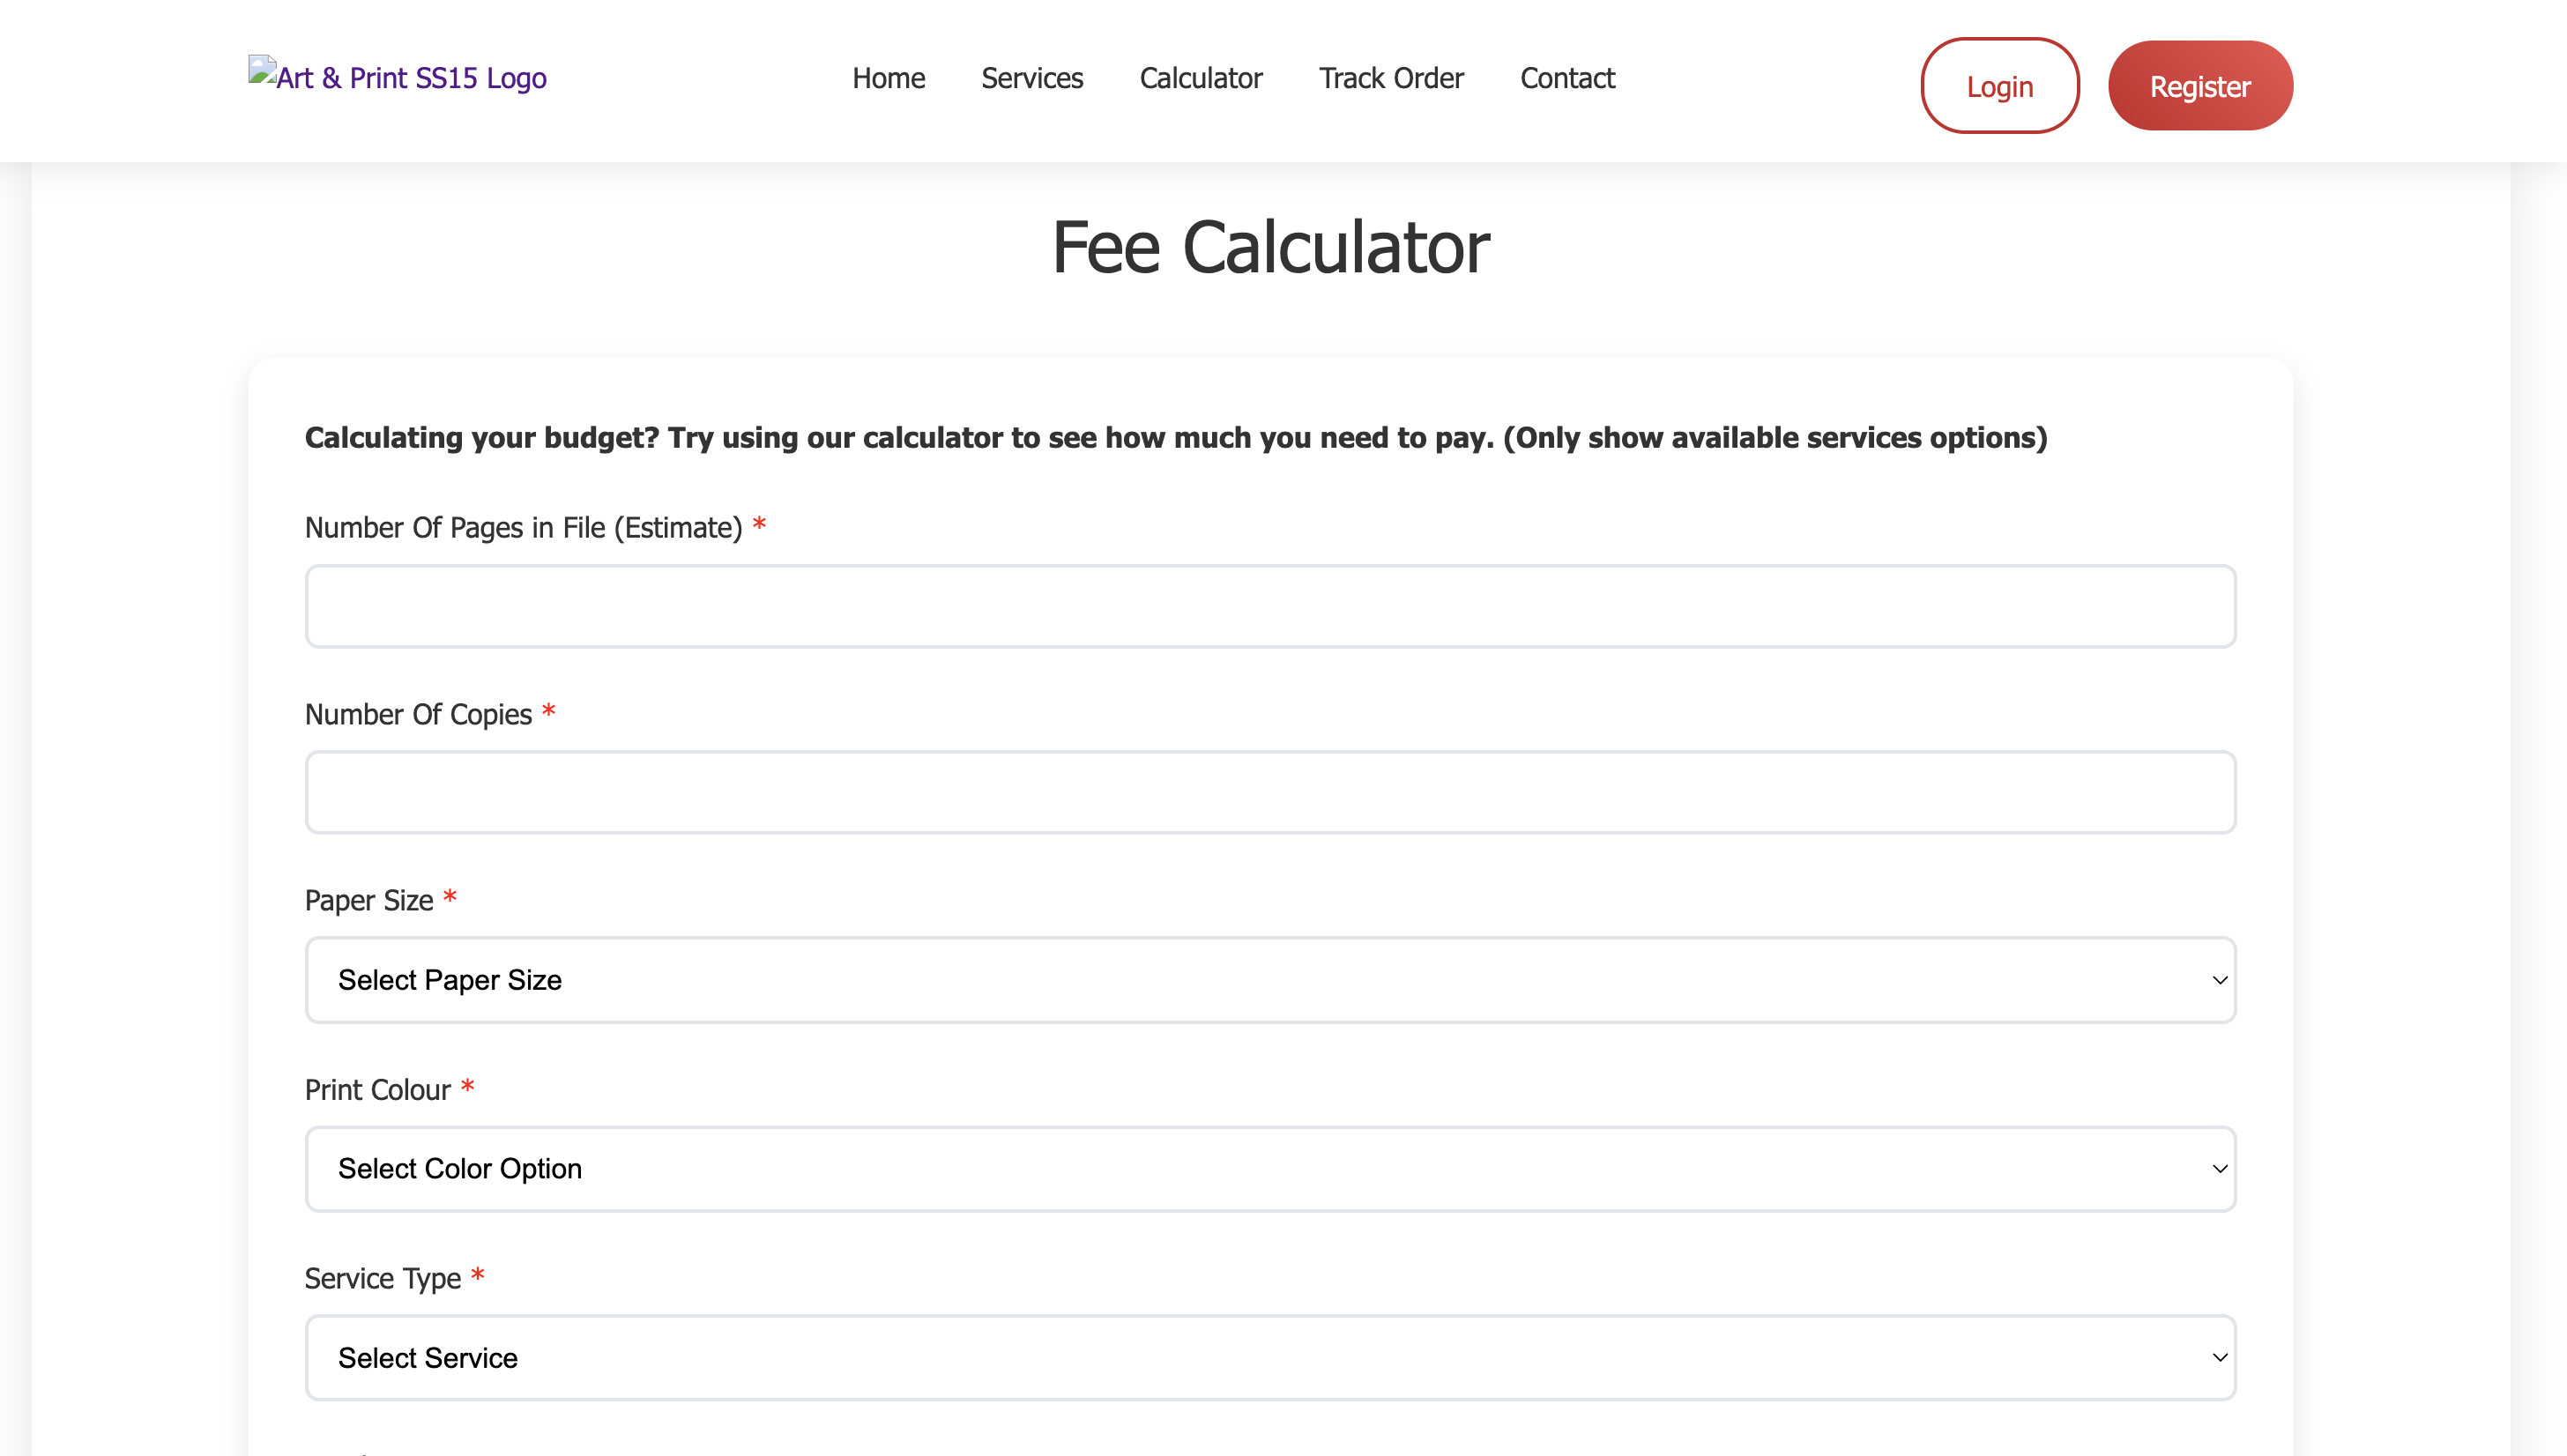 Art & Print SS15 Logo
Home Services Calculator Track Order Contact
Login
Register
Fee Calculator
Calculating your budget? Try using our calculator to see how much you need to pay. (Only show available services options)
Number Of Pages in File (Estimate) *
Number Of Copies *
Paper Size *
Select Paper Size
Print Colour *
Select Color Option
Service Type *
Select Service